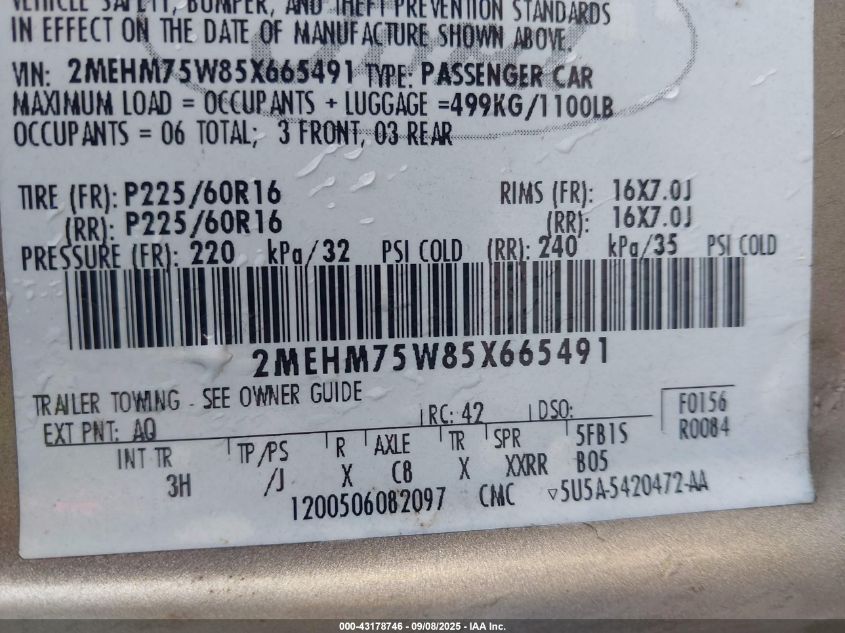 VEHICLE SAFETY, BUMPER, AND THEFT PREVENTION STANDARDS
IN EFFECT ON THE DATE OF MANUFACTURE SHOWN ABOVE.
VIN: 2MEHM75W85X665491 TYPE: PASSENGER CAR
MAXIMUM LOAD = OCCUPANTS + LUGGAGE =499KG/1100LB
OCCUPANTS = 06 TOTAL; 3 FRONT, 03 REAR
TIRE (FR): P225/60R16 RIMS (FR): 16X7.0J
(RR): P225/60R16 (RR): 16X7.0J
PRESSURE (FR): 220 kPa/32 PSI COLD (RR): 240 kPa/35 PSI COLD
2MEHM75W85X665491
TRAILER TOWING - SEE OWNER GUIDE
EXT PNT: AQ RC: 42 DSO: F0156
R0084
INT TR TP/PS R AXLE TR SPR 5FB1S
3H /J X C8 X XXRR B05
1200506082097 CMC ▽5U5A-5420472-AA
000-43178746 - 09/08/2025 - IAA Inc.